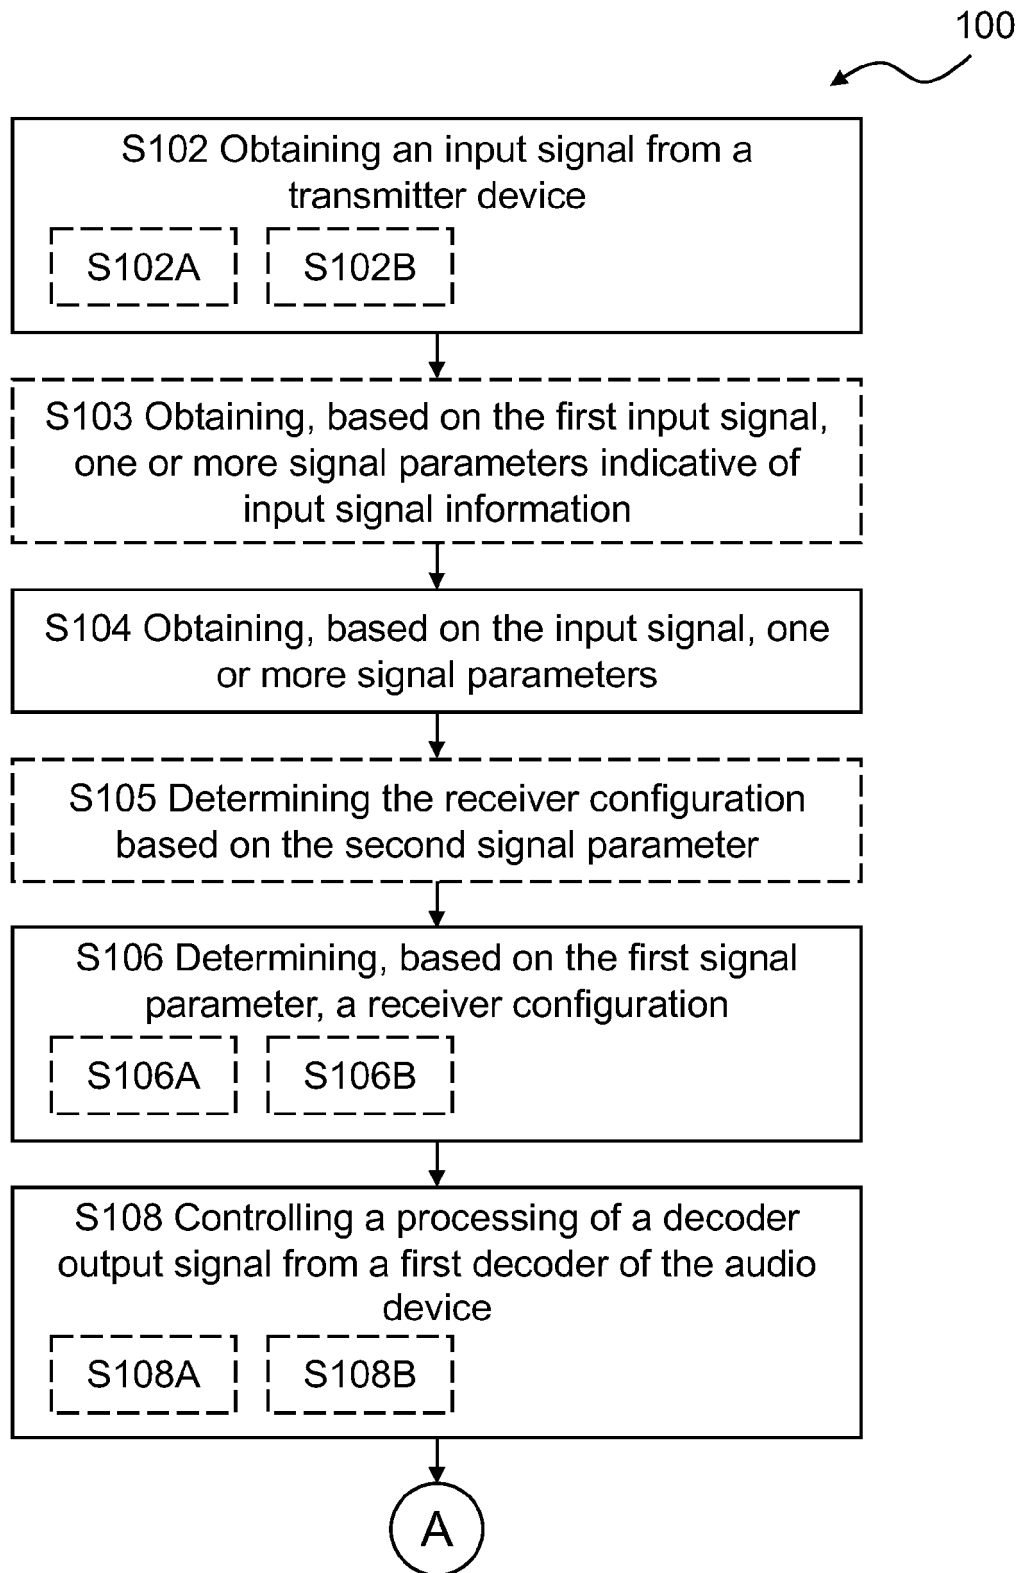 100
S102 Obtaining an input signal from a
transmitter device
S102A
S102B
S103 Obtaining, based on the first input signal,
one or more signal parameters indicative of
input signal information
S104 Obtaining, based on the input signal, one
or more signal parameters
S105 Determining the receiver configuration
based on the second signal parameter
S106 Determining, based on the first signal
parameter, a receiver configuration
S106A
S106B
S108 Controlling a processing of a decoder
output signal from a first decoder of the audio
device
S108A
S108B
A